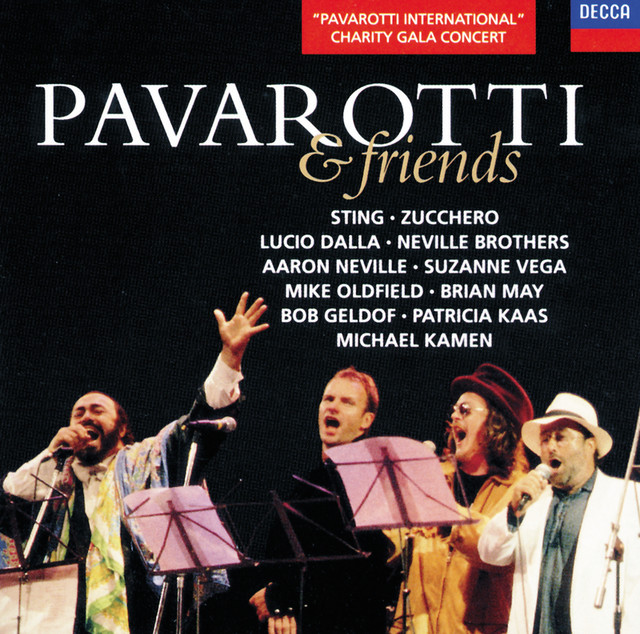 "PAVAROTTI INTERNATIONAL"
CHARITY GALA CONCERT
DECCA
PAVAROTTI
& friends
STING · ZUCCHERO
LUCIO DALLA · NEVILLE BROTHERS
AARON NEVILLE · SUZANNE VEGA
MIKE OLDFIELD · BRIAN MAY
BOB GELDOF · PATRICIA KAAS
MICHAEL KAMEN